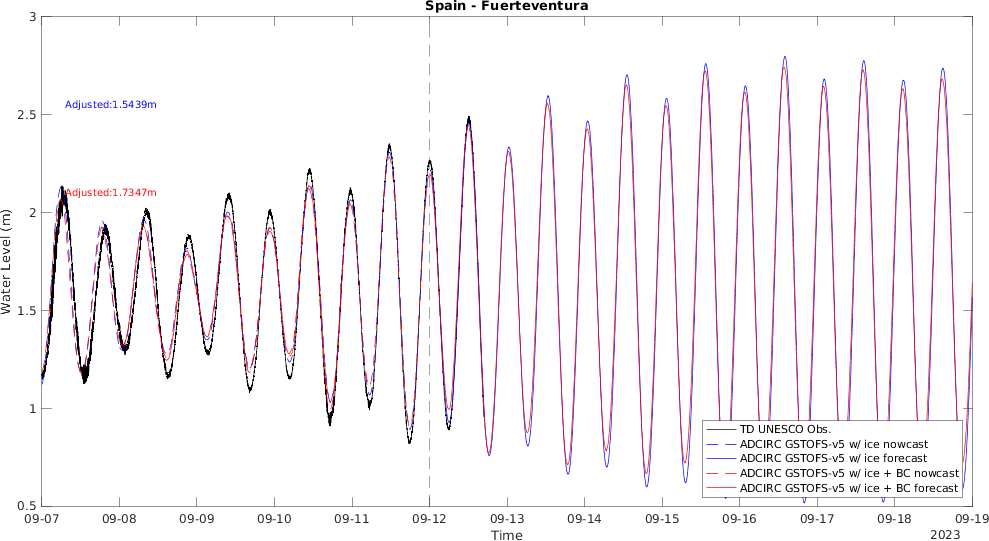 Spain - Fuerteventura
3
2.5
2
1.5
1
0.5
Water Level (m)
Adjusted:1.5439m
Adjusted:1.7347m
TD UNESCO Obs.
ADCIRC GSTOFS-v5 w/ ice nowcast
ADCIRC GSTOFS-v5 w/ ice forecast
ADCIRC GSTOFS-v5 w/ ice + BC nowcast
ADCIRC GSTOFS-v5 w/ ice + BC forecast
09-07 09-08 09-09 09-10 09-11 09-12 09-13 09-14 09-15 09-16 09-17 09-18 09-19
Time
2023